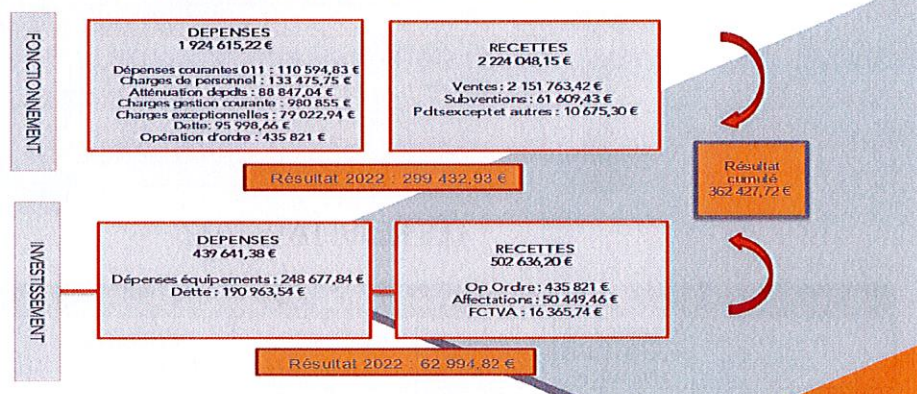 FONCTIONNEMENT
DEPENSES
1 924 615,22 €
Dépenses courantes 011 : 110 594,83 €
Charges de personnel : 133 475,75 €
Atténuation depdts : 88 847,04 €
Charges gestion courante : 980 855 €
Charges exceptionnelles : 79 022,94 €
Dette: 95 998,66 €
Opération d'ordre : 435 821 €
RECETTES
2 224 048,15 €
Ventes : 2 151 763,42 €
Subventions : 61 609,43 €
Pdtsexceptet autres : 10 675,30 €
Résultat 2022 : 299 432,93 €
Résultat
cumulé
362 427,72 €
INVESTISSEMENT
DEPENSES
439 641,38 €
Dépenses équipements : 248 677,84 €
Dette : 190 963,54 €
RECETTES
502 636,20 €
Op Ordre : 435 821 €
Affectations : 50 449,46 €
FCTVA : 16 365,74 €
Résultat 2022 : 62 994,82 €